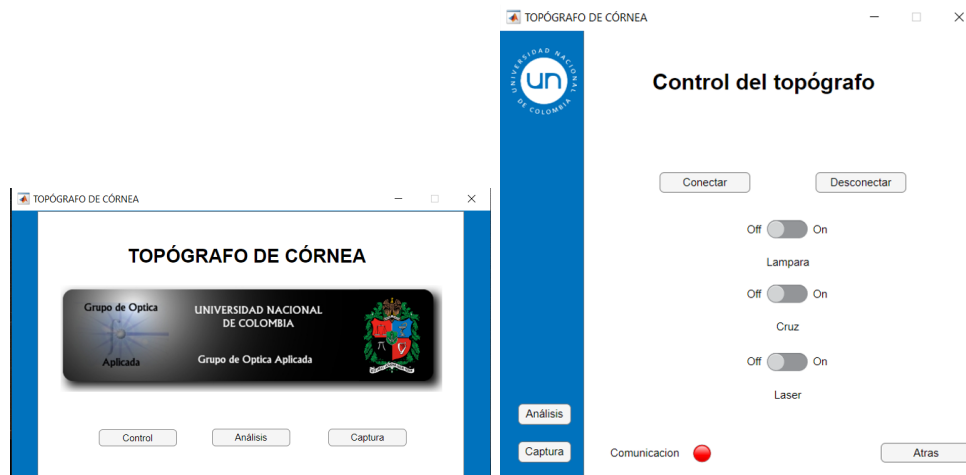 TOPÓGRAFO DE CÓRNEA
TOPÓGRAFO DE CÓRNEA
Grupo de Optica
Aplicada
UNIVERSIDAD NACIONAL
DE COLOMBIA
Grupo de Optica Aplicada
Control
Análisis
Captura
TOPÓGRAFO DE CÓRNEA
UNIVERSIDAD NACIONAL
DE COLOMBIA
un
Control del topógrafo
Conectar
Desconectar
Off On
Lampara
Off On
Cruz
Off On
Laser
Análisis
Captura
Comunicacion
Atras